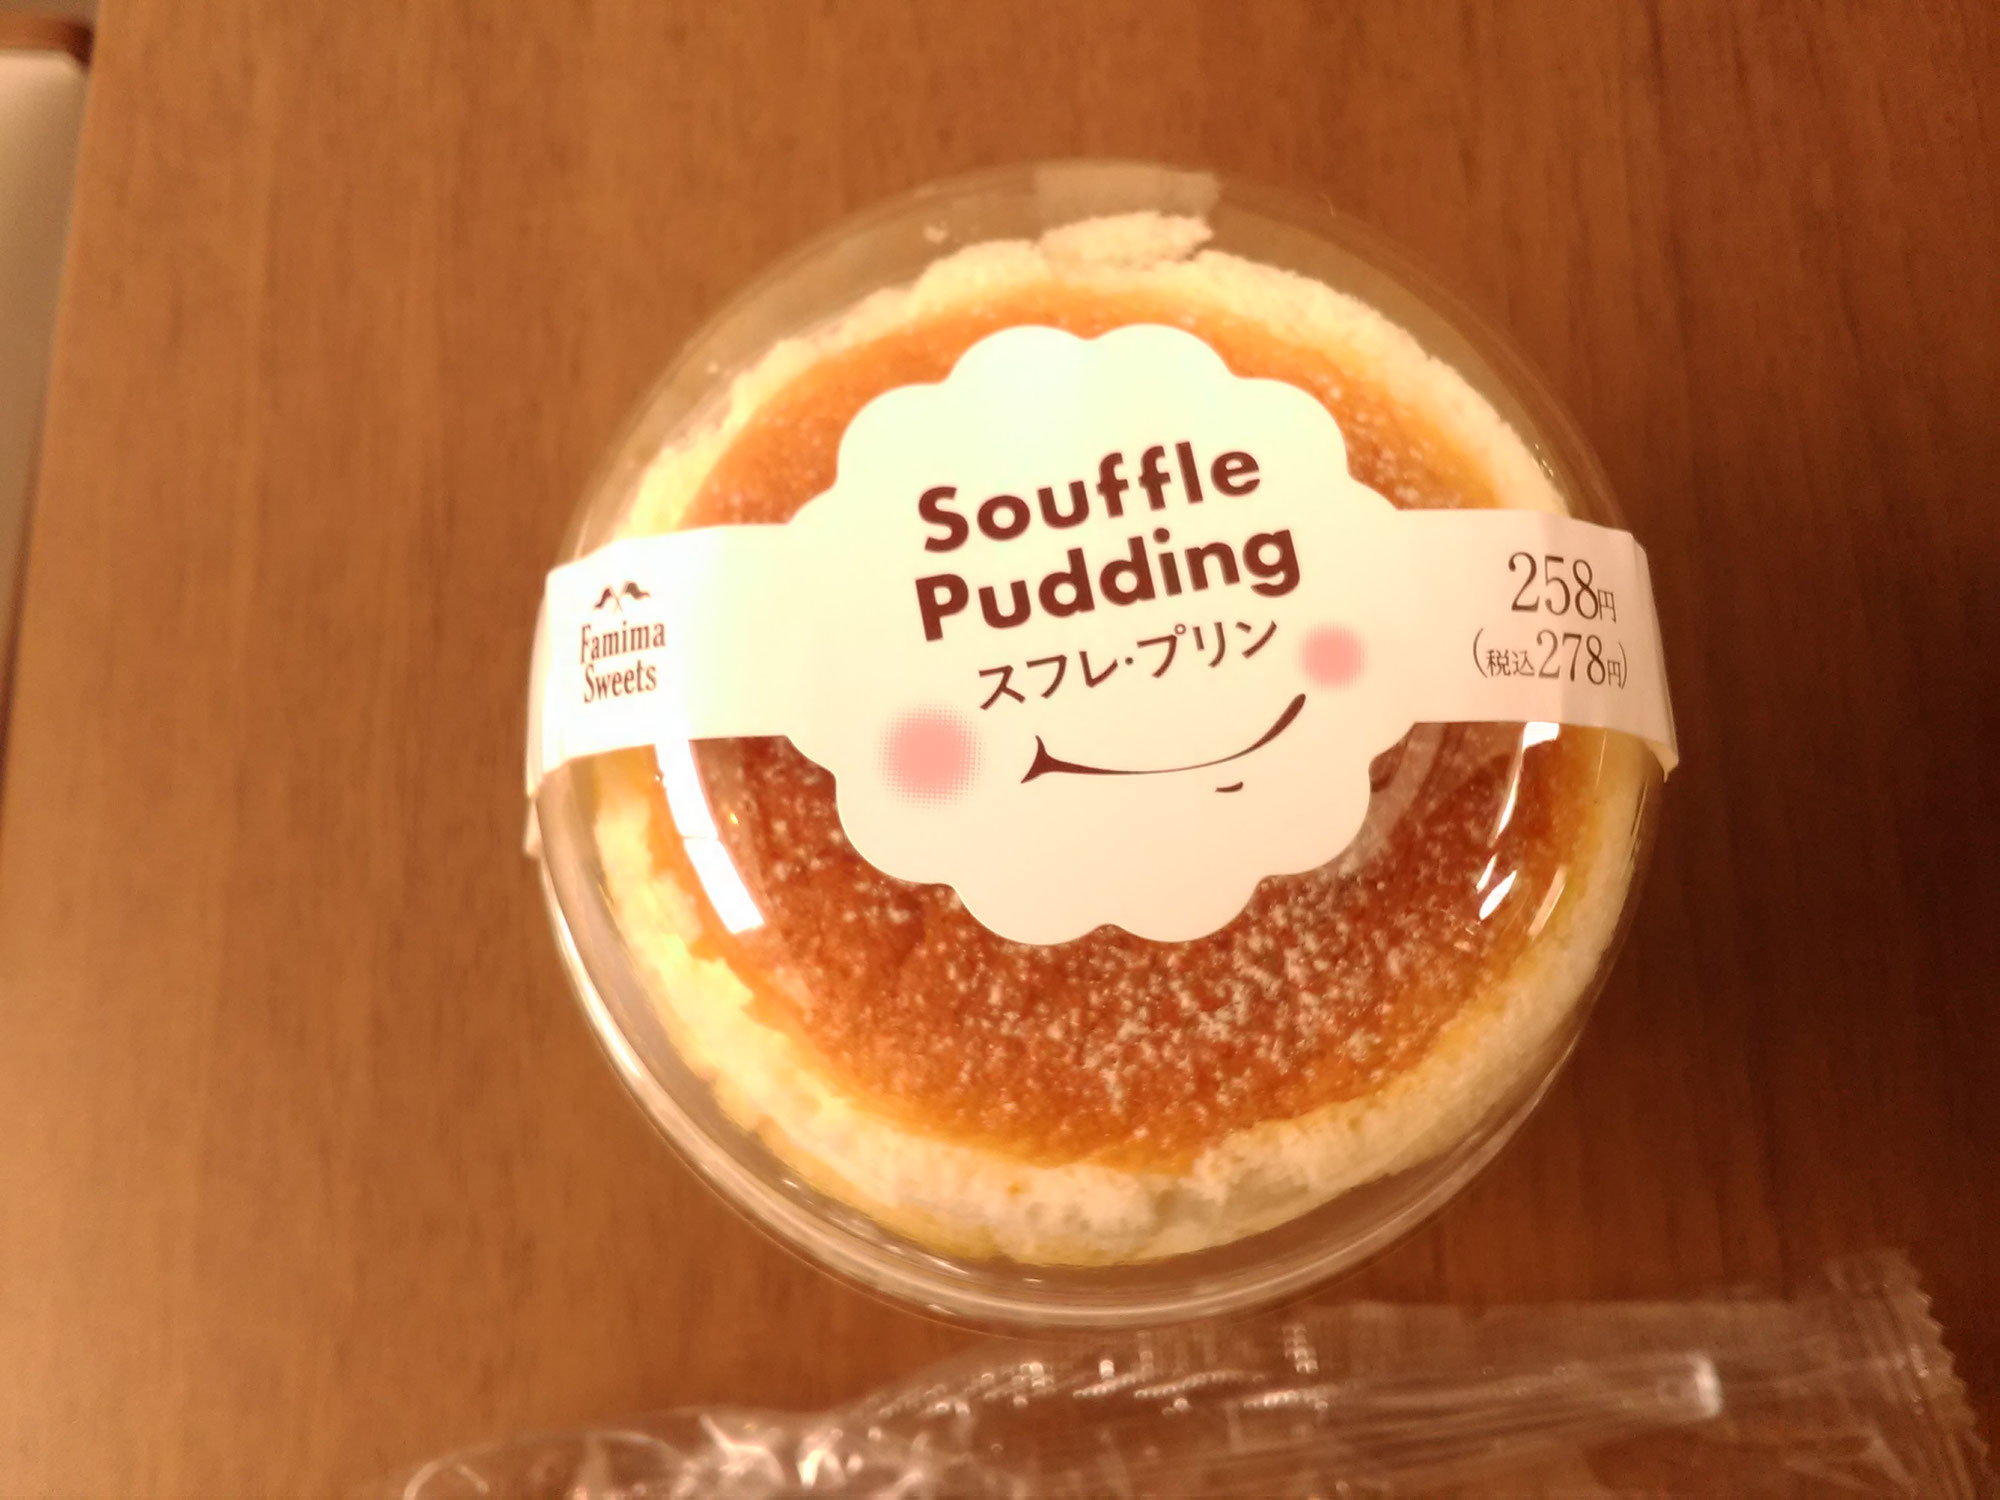 Souffle
Pudding
スフレ・プリン
Famima
Sweets
258円
(税込278円)